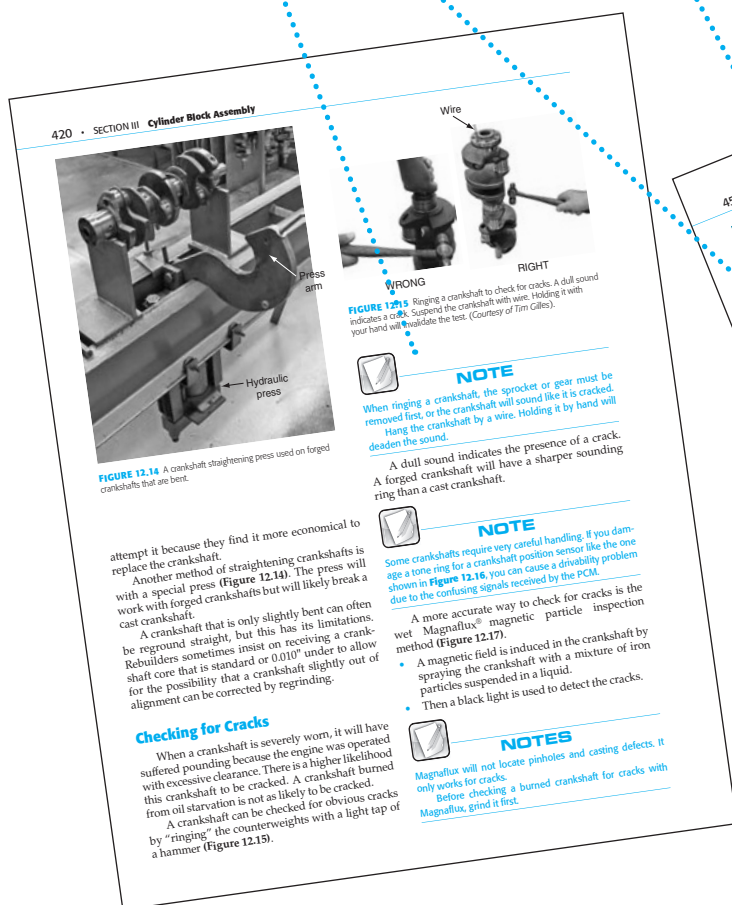 420 • SECTION III Cylinder Block Assembly
Press
arm
Hydraulic
press
FIGURE 12.14 A crankshaft straightening press used on forged
crankshafts that are bent.
attempt it because they find it more economical to
replace the crankshaft.
Another method of straightening crankshafts is
with a special press (Figure 12.14). The press will
work with forged crankshafts but will likely break a
cast crankshaft.
A crankshaft that is only slightly bent can often
be reground straight, but this has its limitations.
Rebuilders sometimes insist on receiving a crank-
shaft core that is standard or 0.010" under to allow
for the possibility that a crankshaft slightly out of
alignment can be corrected by regrinding.
Checking for Cracks
When a crankshaft is severely worn, it will have
suffered pounding because the engine was operated
with excessive clearance. There is a higher likelihood
this crankshaft to be cracked. A crankshaft burned
from oil starvation is not as likely to be cracked.
A crankshaft can be checked for obvious cracks
by "ringing" the counterweights with a light tap of
a hammer (Figure 12.15).
Wire
WRONG
RIGHT
FIGURE 12.15 Ringing a crankshaft to check for cracks. A dull sound
indicates a crack. Suspend the crankshaft with wire. Holding it with
your hand will invalidate the test. (Courtesy of Tim Gilles).
NOTE
When ringing a crankshaft, the sprocket or gear must be
removed first, or the crankshaft will sound like it is cracked.
Hang the crankshaft by a wire. Holding it by hand will
deaden the sound.
A dull sound indicates the presence of a crack.
A forged crankshaft will have a sharper sounding
ring than a cast crankshaft.
NOTE
Some crankshafts require very careful handling. If you dam-
age a tone ring for a crankshaft position sensor like the one
shown in Figure 12.16, you can cause a drivability problem
due to the confusing signals received by the PCM.
A more accurate way to check for cracks is the
wet Magnaflux® magnetic particle inspection
method (Figure 12.17).
• A magnetic field is induced in the crankshaft by
spraying the crankshaft with a mixture of iron
particles suspended in a liquid.
• Then a black light is used to detect the cracks.
NOTES
Magnaflux will not locate pinholes and casting defects. It
only works for cracks.
Before checking a burned crankshaft for cracks with
Magnaflux, grind it first.